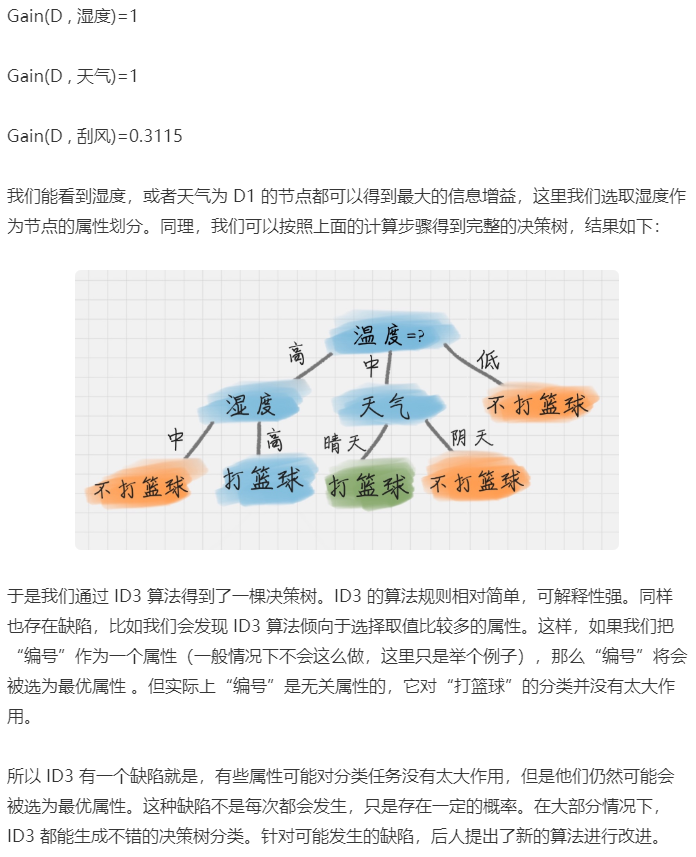 Gain(D , 湿度)=1
Gain(D , 天气)=1
Gain(D , 刮风)=0.3115
我们能看到湿度，或者天气为 D1 的节点都可以得到最大的信息增益，这里我们选取湿度作
为节点的属性划分。同理，我们可以按照上面的计算步骤得到完整的决策树，结果如下：
温度=?
高
中
低
湿度
天气
不打篮球
中
高
晴天
阴天
不打篮球
打篮球
打篮球
不打篮球
于是我们通过 ID3 算法得到了一棵决策树。ID3 的算法规则相对简单，可解释性强。同样
也存在缺陷，比如我们会发现 ID3 算法倾向于选择取值比较多的属性。这样，如果我们把
“编号”作为一个属性（一般情况下不会这么做，这里只是举个例子），那么“编号”将会
被选为最优属性 。但实际上“编号”是无关属性的，它对“打篮球”的分类并没有太大作
用。
所以 ID3 有一个缺陷就是，有些属性可能对分类任务没有太大作用，但是他们仍然可能会
被选为最优属性。这种缺陷不是每次都会发生，只是存在一定的概率。在大部分情况下，
ID3 都能生成不错的决策树分类。针对可能发生的缺陷，后人提出了新的算法进行改进。